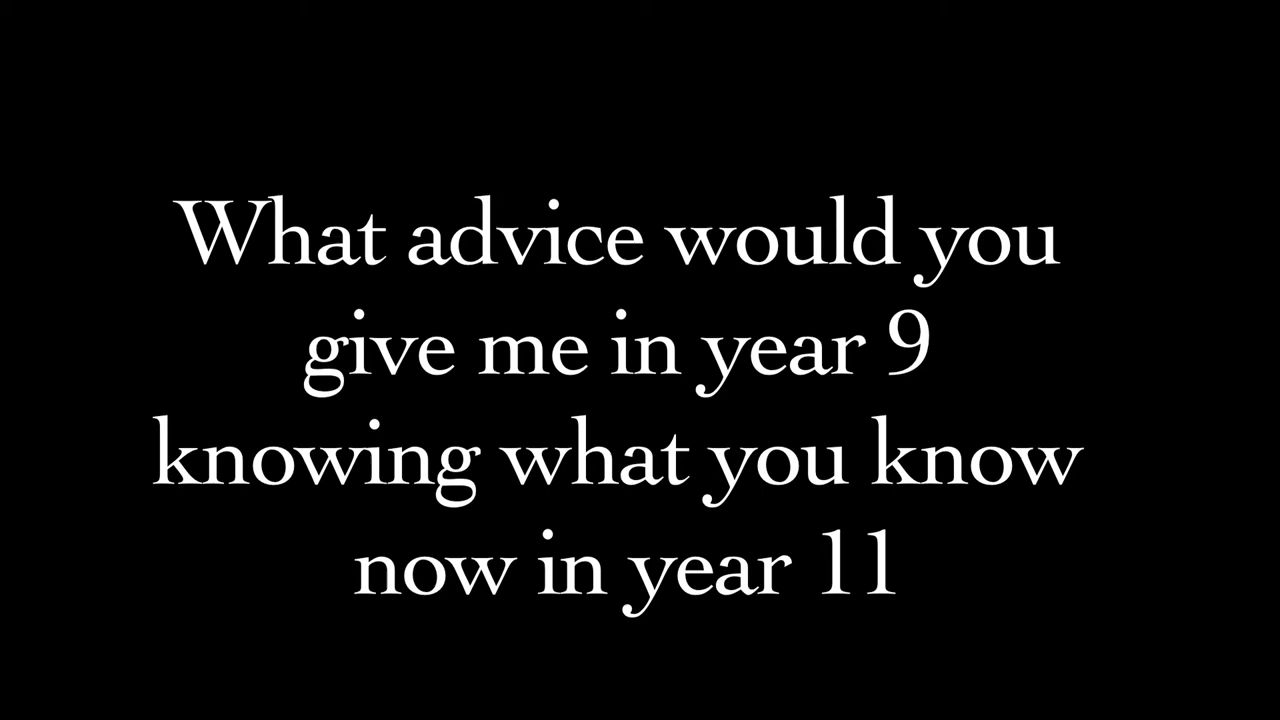 What advice would you
give me in year 9
knowing what you know
now in year 11